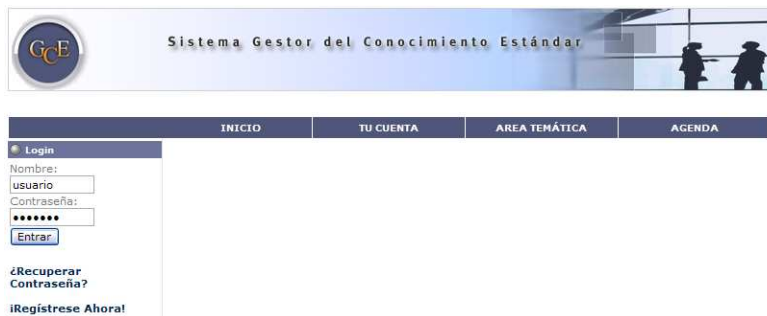 GCE
Sistema Gestor del Conocimiento Estándar
INICIO TU CUENTA AREA TEMÁTICA AGENDA
Login
Nombre:
usuario
Contraseña:
•••••••
Entrar
¿Recuperar
Contraseña?
¡Regístrese Ahora!